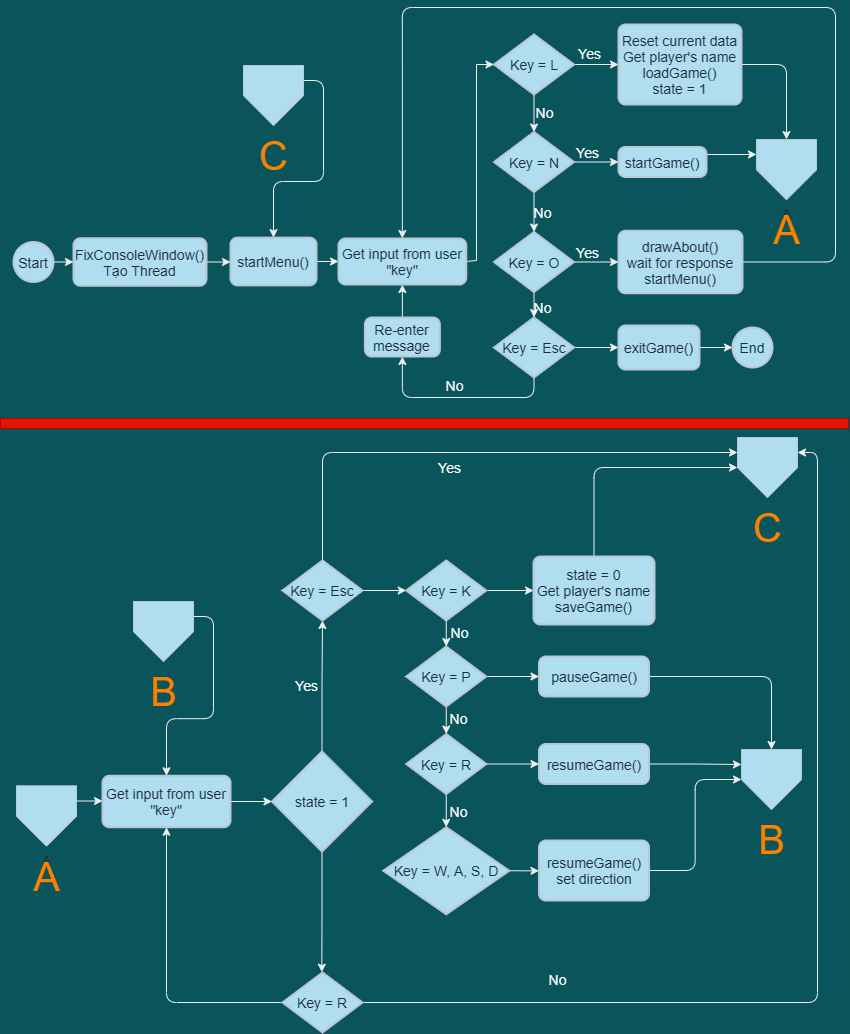 Key = L
Yes
Reset current data
Get player's name
loadGame()
state = 1
No
C
Key = N
Yes
startGame()
A
No
Start
FixConsoleWindow()
Tạo Thread
startMenu()
Get input from user
"key"
Key = O
Yes
drawAbout()
wait for response
startMenu()
No
Re-enter
message
Key = Esc
exitGame()
End
No
Yes
C
Key = Esc
Key = K
state = 0
Get player's name
saveGame()
No
B
Yes
Key = P
pauseGame()
No
Key = R
resumeGame()
A
Get input from user
"key"
state = 1
No
B
Key = W, A, S, D
resumeGame()
set direction
Key = R
No